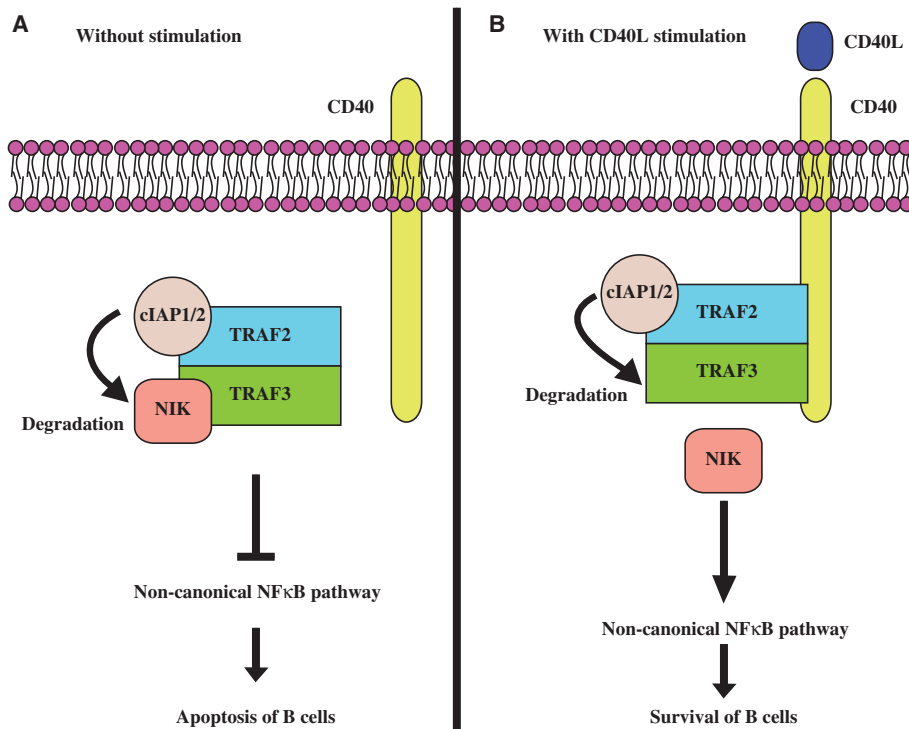 A
Without stimulation
CD40
cIAP1/2
TRAF2
TRAF3
NIK
Degradation
Non-canonical NFκB pathway
Apoptosis of B cells
B
With CD40L stimulation
CD40L
CD40
cIAP1/2
TRAF2
TRAF3
Degradation
NIK
Non-canonical NFκB pathway
Survival of B cells